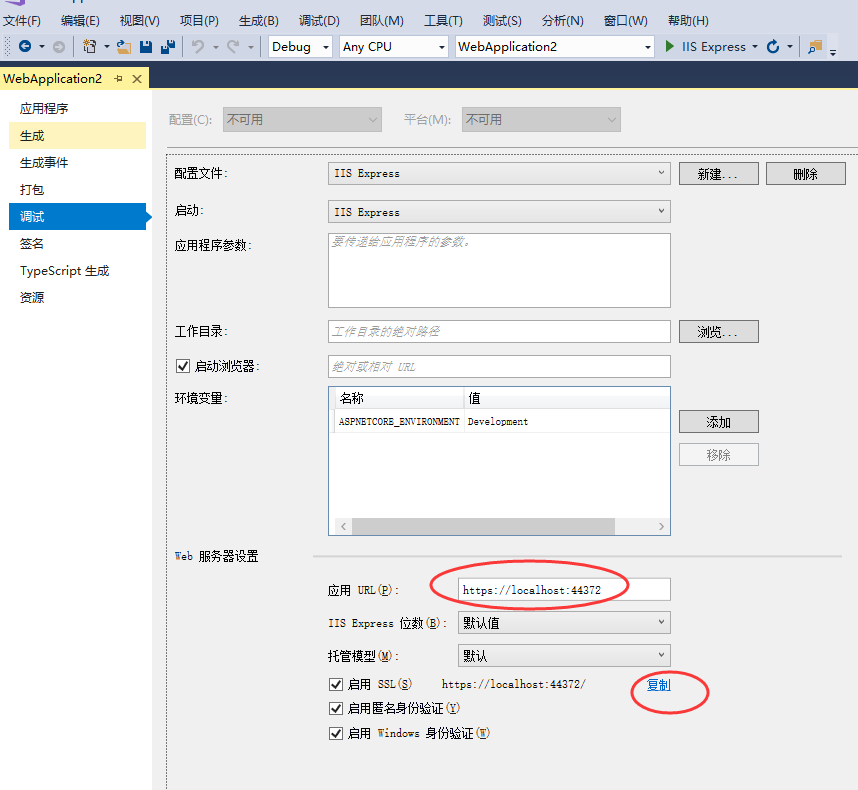 文件(F) 编辑(E) 视图(V) 项目(P) 生成(B) 调试(D) 团队(M) 工具(T) 测试(S) 分析(N) 窗口(W) 帮助(H)
Debug Any CPU WebApplication2 IIS Express
WebApplication2
应用程序
生成
生成事件
打包
调试
签名
TypeScript 生成
资源
配置(C): 不可用 平台(M): 不可用
配置文件: IIS Express 新建... 删除
启动: IIS Express
应用程序参数: 要传递给应用程序的参数。
工作目录: 工作目录的绝对路径 浏览...
启动浏览器: 绝对或相对 URL
环境变量: 名称 值
ASPNETCORE_ENVIRONMENT Development
添加
移除
Web 服务器设置
应用 URL(P): https://localhost:44372
IIS Express 位数(B): 默认值
托管模型(M): 默认
启用 SSL(S) https://localhost:44372/ 复制
启用匿名身份验证(Y)
启用 Windows 身份验证(W)